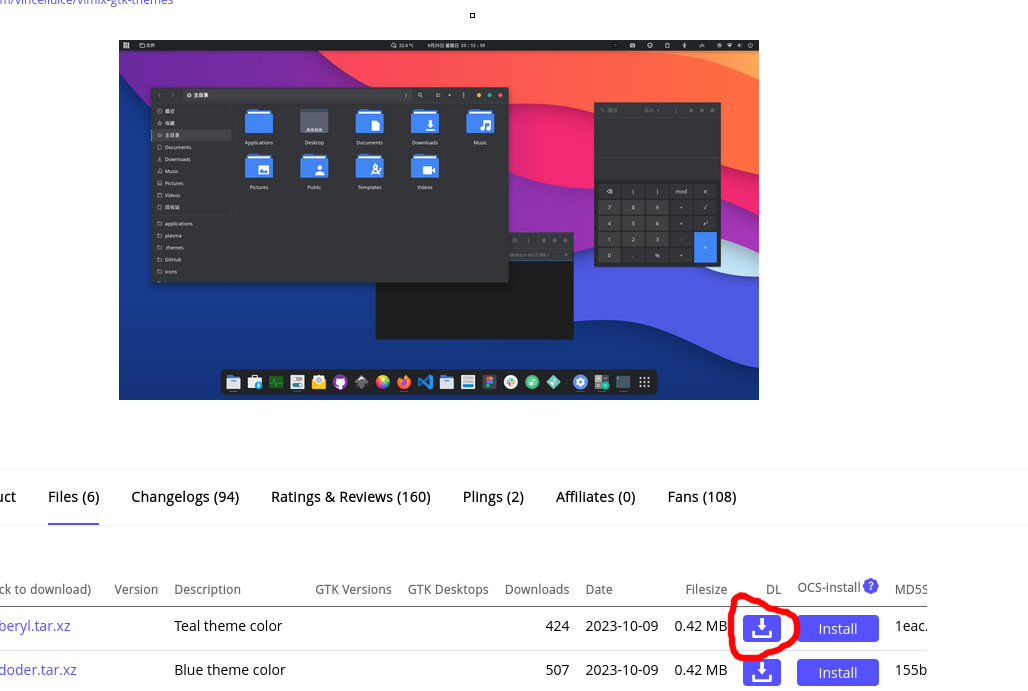 m/vinceliuice/vimix-gtk-themes
文件
22.6 °C
6月25日 星期日 23：13：59
zh
主目录
最近
收藏
主目录
Documents
Downloads
Music
Pictures
Videos
回收站
applications
plasma
.themes
GitHub
icons
Applications
Desktop
Documents
Downloads
Music
Pictures
Public
Templates
Videos
( ) mod π
7 8 9 ÷ √
4 5 6 × x²
1 2 3 - =
0 . % +
uct
Files (6)
Changelogs (94)
Ratings & Reviews (160)
Plings (2)
Affiliates (0)
Fans (108)
ck to download) Version Description GTK Versions GTK Desktops Downloads Date Filesize DL OCS-install ? MD5S
beryl.tar.xz Teal theme color 424 2023-10-09 0.42 MB Install 1eac.
doder.tar.xz Blue theme color 507 2023-10-09 0.42 MB Install 155b